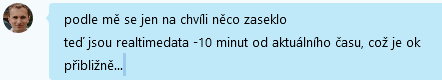 podle mě se jen na chvíli něco zaseklo
teď jsou realtimedata -10 minut od aktuálního času, což je ok
přibližně...